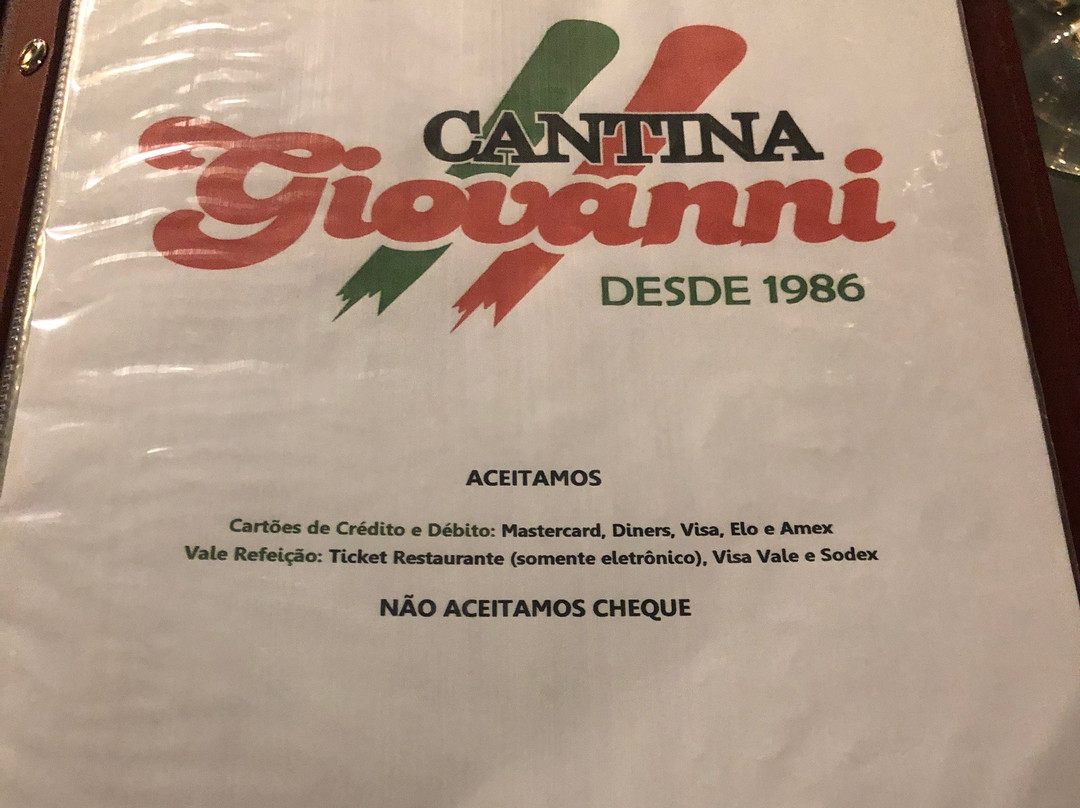 CANTINA
Giovanni
DESDE 1986
ACEITAMOS
Cartões de Crédito e Débito: Mastercard, Diners, Visa, Elo e Amex
Vale Refeição: Ticket Restaurante (somente eletrônico), Visa Vale e Sodex
NÃO ACEITAMOS CHEQUE